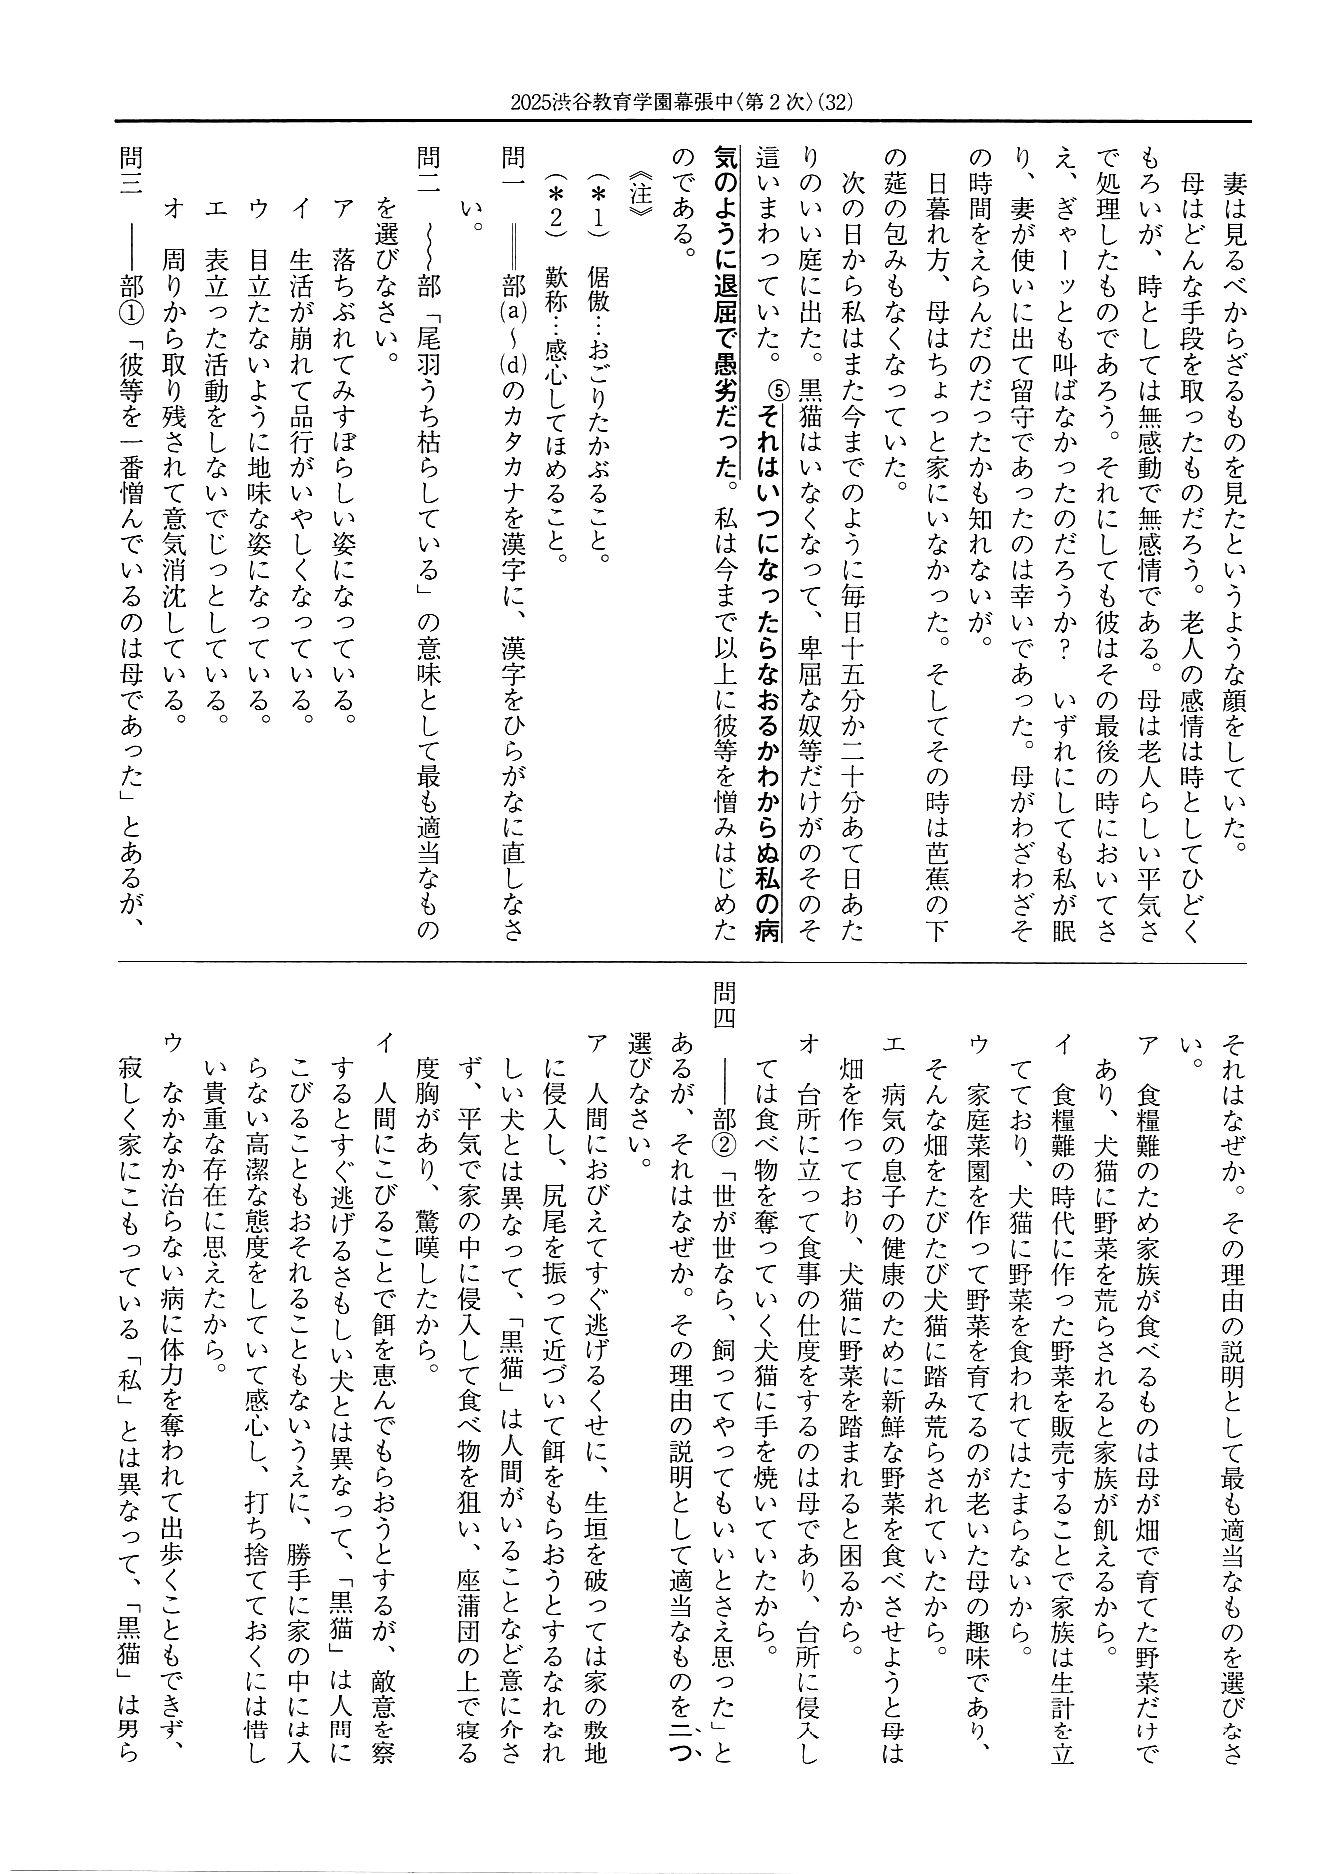 2025渋谷教育学園幕張中〈第2次〉(32)
妻は見るべからざるものを見たというような顔をしていた。
母はどんな手段を取ったものだろう。老人の感情は時としてひどく
もろいが、時としては無感動で無感情である。母は老人らしい平気さ
で処理したものであろう。それにしても彼はその最後の時においてさ
え、ぎゃーッとも叫ばなかったのだろうか？　いずれにしても私が眠
り、妻が使いに出て留守であったのは幸いであった。母がわざわざそ
の時間をえらんだのだったかも知れないが。
日暮れ方、母はちょっと家にいなかった。そしてその時は芭蕉の下
の莚の包みもなくなっていた。
次の日から私はまた今までのように毎日十五分か二十分あて日あた
りのいい庭に出た。黒猫はいなくなって、卑屈な奴等だけがのそのそ
這いまわっていた。⑤それはいつになったらなおるかわからぬ私の病
気のように退屈で愚劣だった。私は今まで以上に彼等を憎みはじめた
のである。
《注》
（＊1）　倨傲…おごりたかぶること。
（＊2）　歎称…感心してほめること。
問一　＝＝部(a)～(d)のカタカナを漢字に、漢字をひらがなに直しなさ
い。
問二　～～部「尾羽うち枯らしている」の意味として最も適当なもの
を選びなさい。
ア　落ちぶれてみすぼらしい姿になっている。
イ　生活が崩れて品行がいやしくなっている。
ウ　目立たないように地味な姿になっている。
エ　表立った活動をしないでじっとしている。
オ　周りから取り残されて意気消沈している。
問三　――部①「彼等を一番憎んでいるのは母であった」とあるが、
それはなぜか。その理由の説明として最も適当なものを選びなさ
い。
ア　食糧難のため家族が食べるものは母が畑で育てた野菜だけで
あり、犬猫に野菜を荒らされると家族が飢えるから。
イ　食糧難の時代に作った野菜を販売することで家族は生計を立
てており、犬猫に野菜を食われてはたまらないから。
ウ　家庭菜園を作って野菜を育てるのが老いた母の趣味であり、
そんな畑をたびたび犬猫に踏み荒らされていたから。
エ　病気の息子の健康のために新鮮な野菜を食べさせようと母は
畑を作っており、犬猫に野菜を踏まれると困るから。
オ　台所に立って食事の仕度をするのは母であり、台所に侵入し
ては食べ物を奪っていく犬猫に手を焼いていたから。
問四　――部②「世が世なら、飼ってやってもいいとさえ思った」と
あるが、それはなぜか。その理由の説明として適当なものを二つ
選びなさい。
ア　人間におびえてすぐ逃げるくせに、生垣を破っては家の敷地
に侵入し、尻尾を振って近づいて餌をもらおうとするなれなれ
しい犬とは異なって、「黒猫」は人間がいることなど意に介さ
ず、平気で家の中に侵入して食べ物を狙い、座蒲団の上で寝る
度胸があり、驚嘆したから。
イ　人間にこびることで餌を恵んでもらおうとするが、敵意を察
するとすぐ逃げるさもしい犬とは異なって、「黒猫」は人間に
こびることもおそれることもないうえに、勝手に家の中には入
らない高潔な態度をしていて感心し、打ち捨てておくには惜し
い貴重な存在に思えたから。
ウ　なかなか治らない病に体力を奪われて出歩くこともできず、
寂しく家にこもっている「私」とは異なって、「黒猫」は男ら